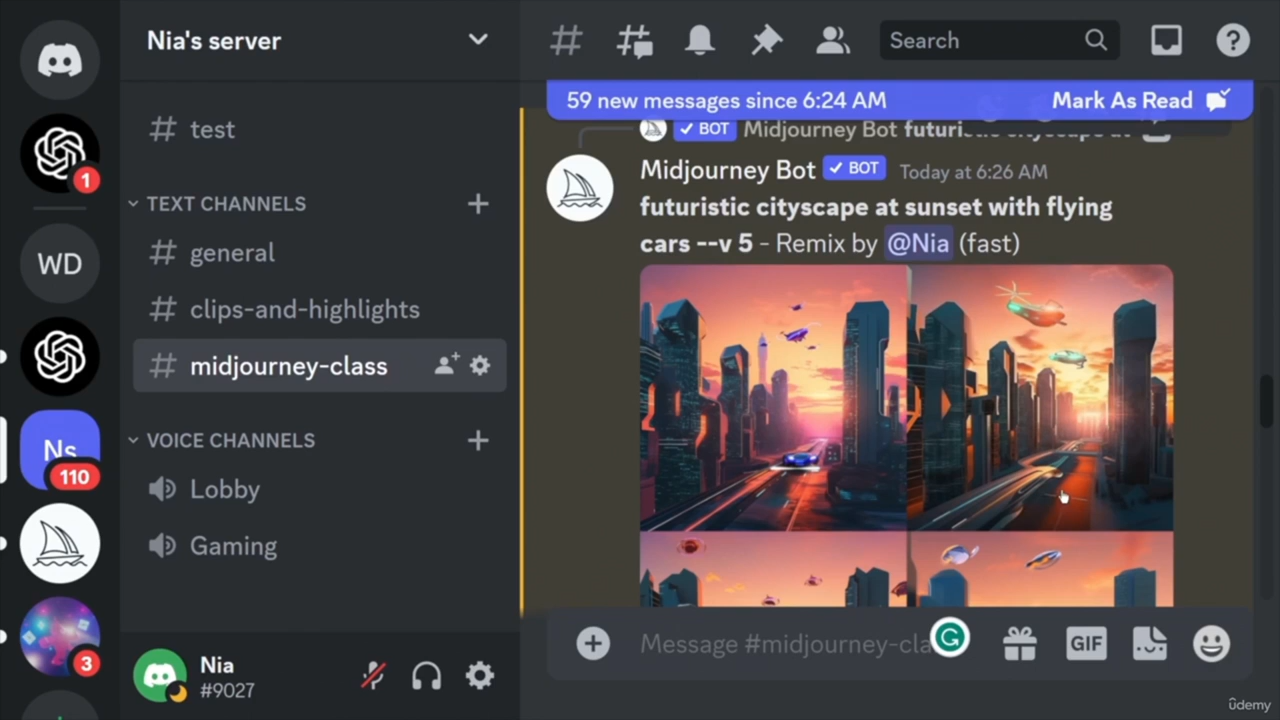 Nia's server
Search
59 new messages since 6:24 AM
Mark As Read
test
BOT Midjourney Bot
Midjourney Bot BOT Today at 6:26 AM
futuristic cityscape at sunset with flying
cars --v 5 - Remix by @Nia (fast)
TEXT CHANNELS
general
clips-and-highlights
midjourney-class
VOICE CHANNELS
Lobby
Gaming
1
WD
Ns
110
3
Nia
#9027
Message #midjourney-cla
GIF
ûdemy